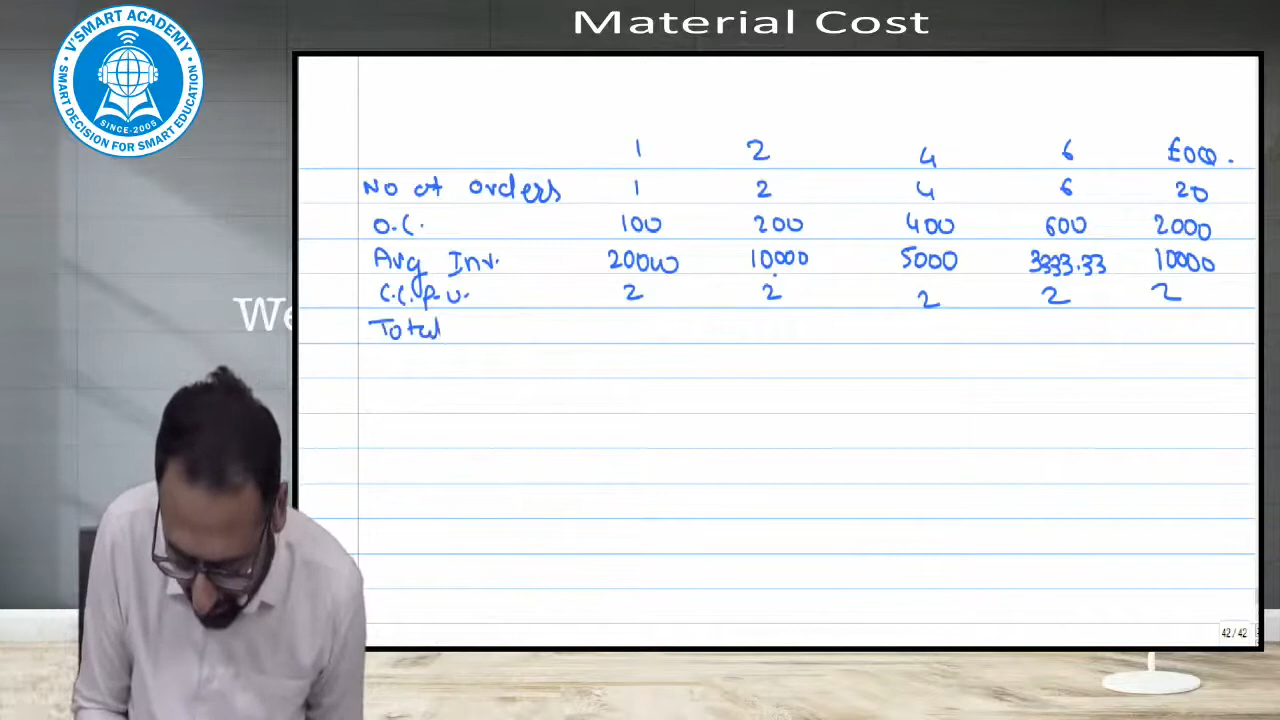 Material Cost
V'SMART ACADEMY
SMART DECISION FOR SMART EDUCATION
SINCE-2005
We
1 2 4 6 EOQ.
No of orders 1 2 4 6 20
O.C. 100 200 400 600 2000
Avg Inv. 20000 10000 5000 3333.33 10000
C.C.p.u. 2 2 2 2 2
Total
42 / 42